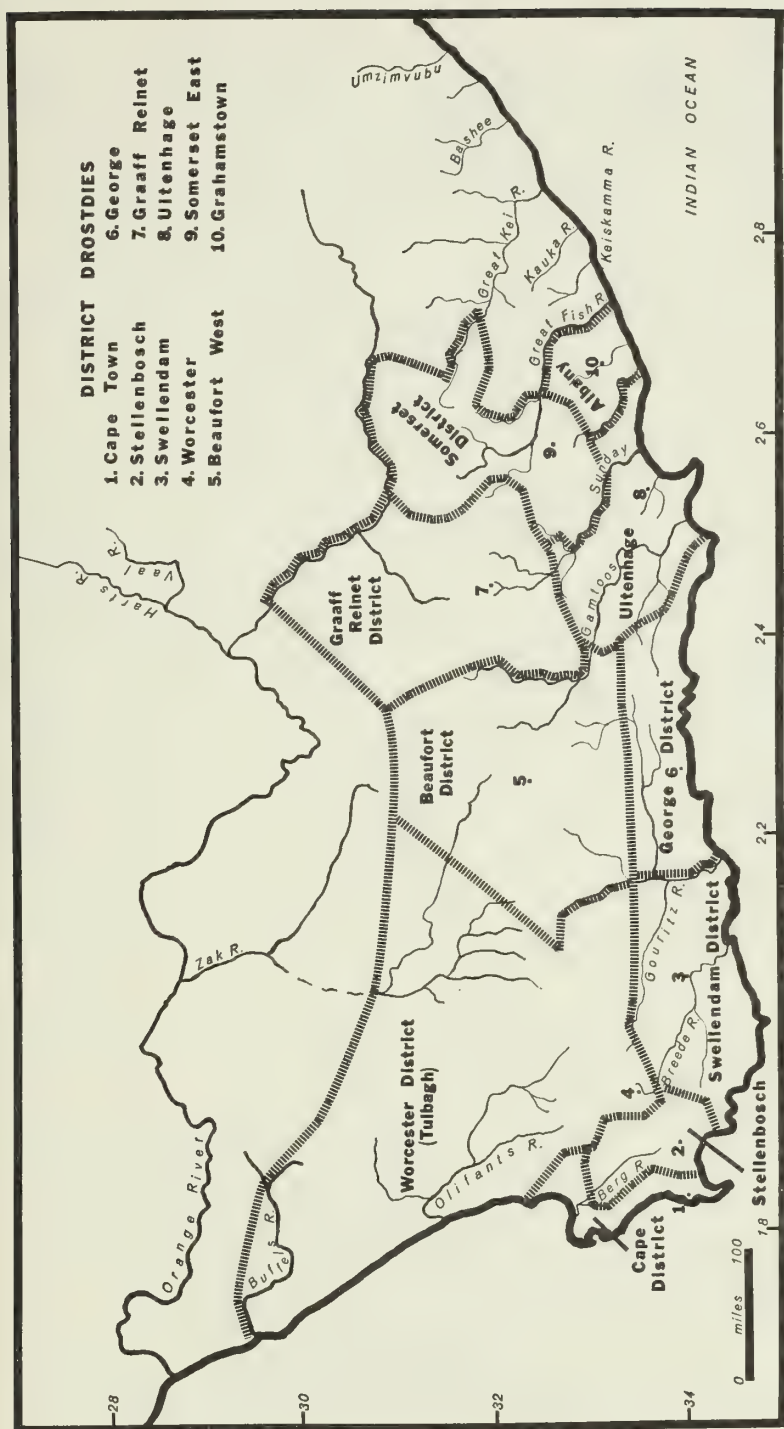 DISTRICT DROSTDIES
1. Cape Town
2. Stellenbosch
3. Swellendam
4. Worcester
5. Beaufort West
6. George
7. Graaff Reinet
8. Uitenhage
9. Somerset East
10. Grahamstown
Umzimvubu
Bashee
Great Kei R.
Kauka R.
Keiskamma R.
Great Fish R.
INDIAN OCEAN
Harts R.
Vaal R.
Somerset
District
Albany
10.
9.
Sunday
8.
Uitenhage
Gamtoos
7.
Graaff
Reinet
District
Beaufort
District
5.
George 6 District
Gouritz R.
3
Swellendam District
Breede R.
4.
Zak R.
Orange River
Buffels R.
Worcester District
(Tulbagh)
Olifants R.
Berg R.
2.
1.
Cape
District
Stellenbosch
28
30
32
34
18
22
24
26
28
0 miles 100